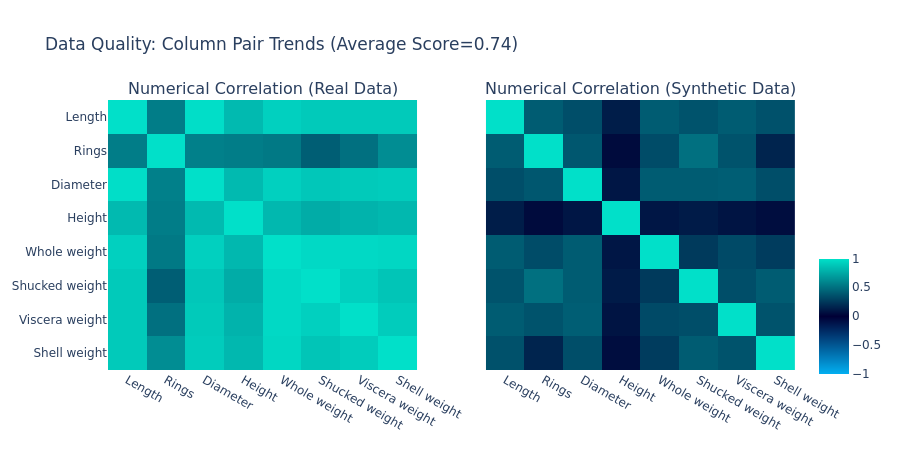 Data Quality: Column Pair Trends (Average Score=0.74)
Numerical Correlation (Real Data)
Numerical Correlation (Synthetic Data)
Length
Rings
Diameter
Height
Whole weight
Shucked weight
Viscera weight
Shell weight
Length
Rings
Diameter
Height
Whole weight
Shucked weight
Viscera weight
Shell weight
Length
Rings
Diameter
Height
Whole weight
Shucked weight
Viscera weight
Shell weight
1
0.5
0
−0.5
−1